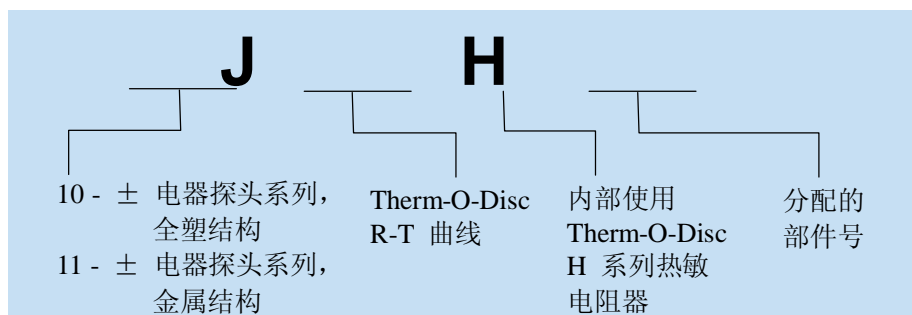 J H
10 - ± 电器探头系列，
全塑结构
11 - ± 电器探头系列，
金属结构
Therm-O-Disc
R-T 曲线
内部使用
Therm-O-Disc
H 系列热敏
电阻器
分配的
部件号